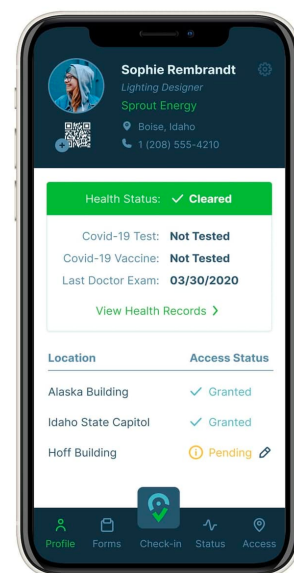 Sophie Rembrandt
Lighting Designer
Sprout Energy
Boise, Idaho
1 (208) 555-4210
Health Status: ✓ Cleared
Covid-19 Test: Not Tested
Covid-19 Vaccine: Not Tested
Last Doctor Exam: 03/30/2020
View Health Records >
Location Access Status
Alaska Building ✓ Granted
Idaho State Capitol ✓ Granted
Hoff Building Pending
Profile Forms Check-in Status Access